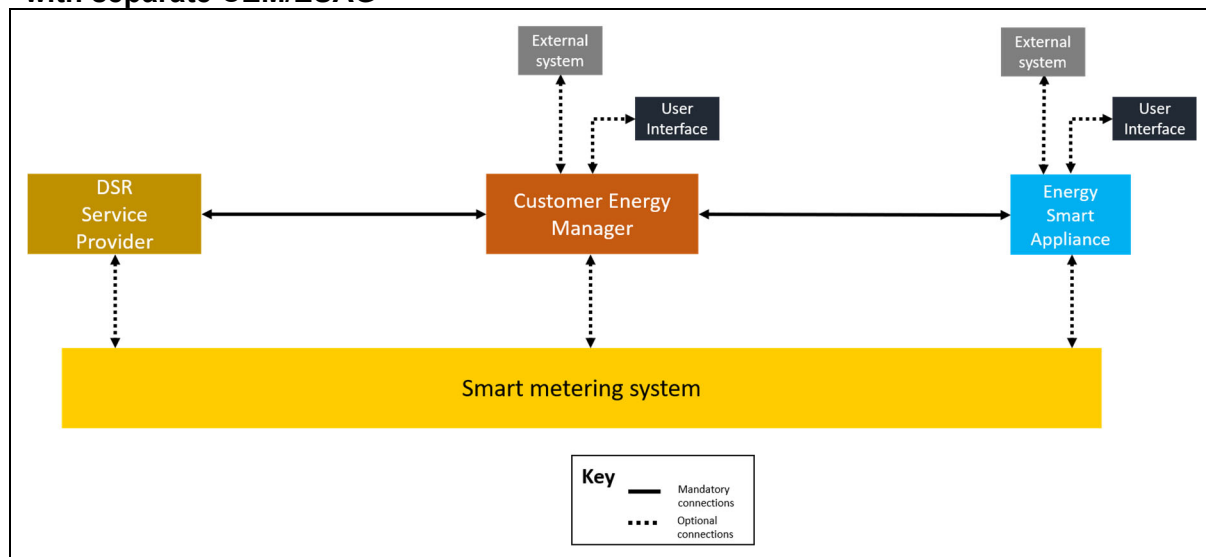 External
system
External
system
User
Interface
User
Interface
DSR
Service
Provider
Customer Energy
Manager
Energy
Smart
Appliance
Smart metering system
Key
Mandatory
connections
Optional
connections